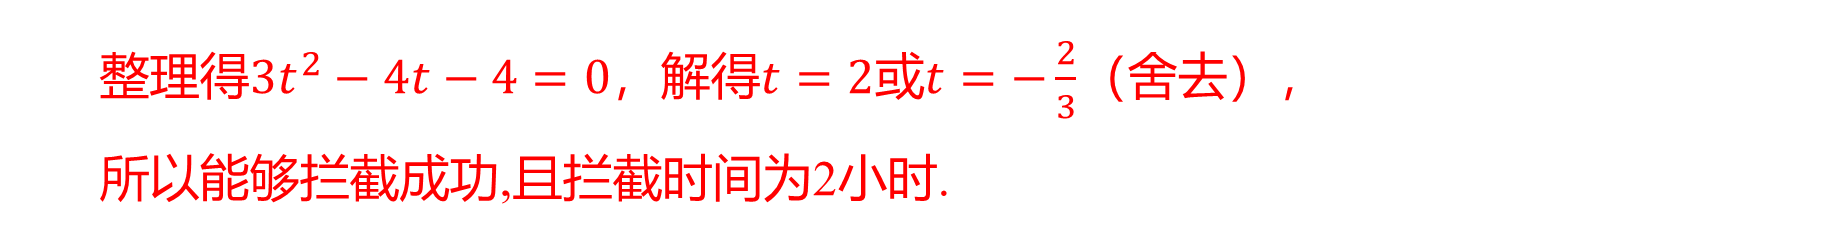 整理得3t² − 4t − 4 = 0，解得t = 2或t = −2/3（舍去）,
所以能够拦截成功,且拦截时间为2小时.